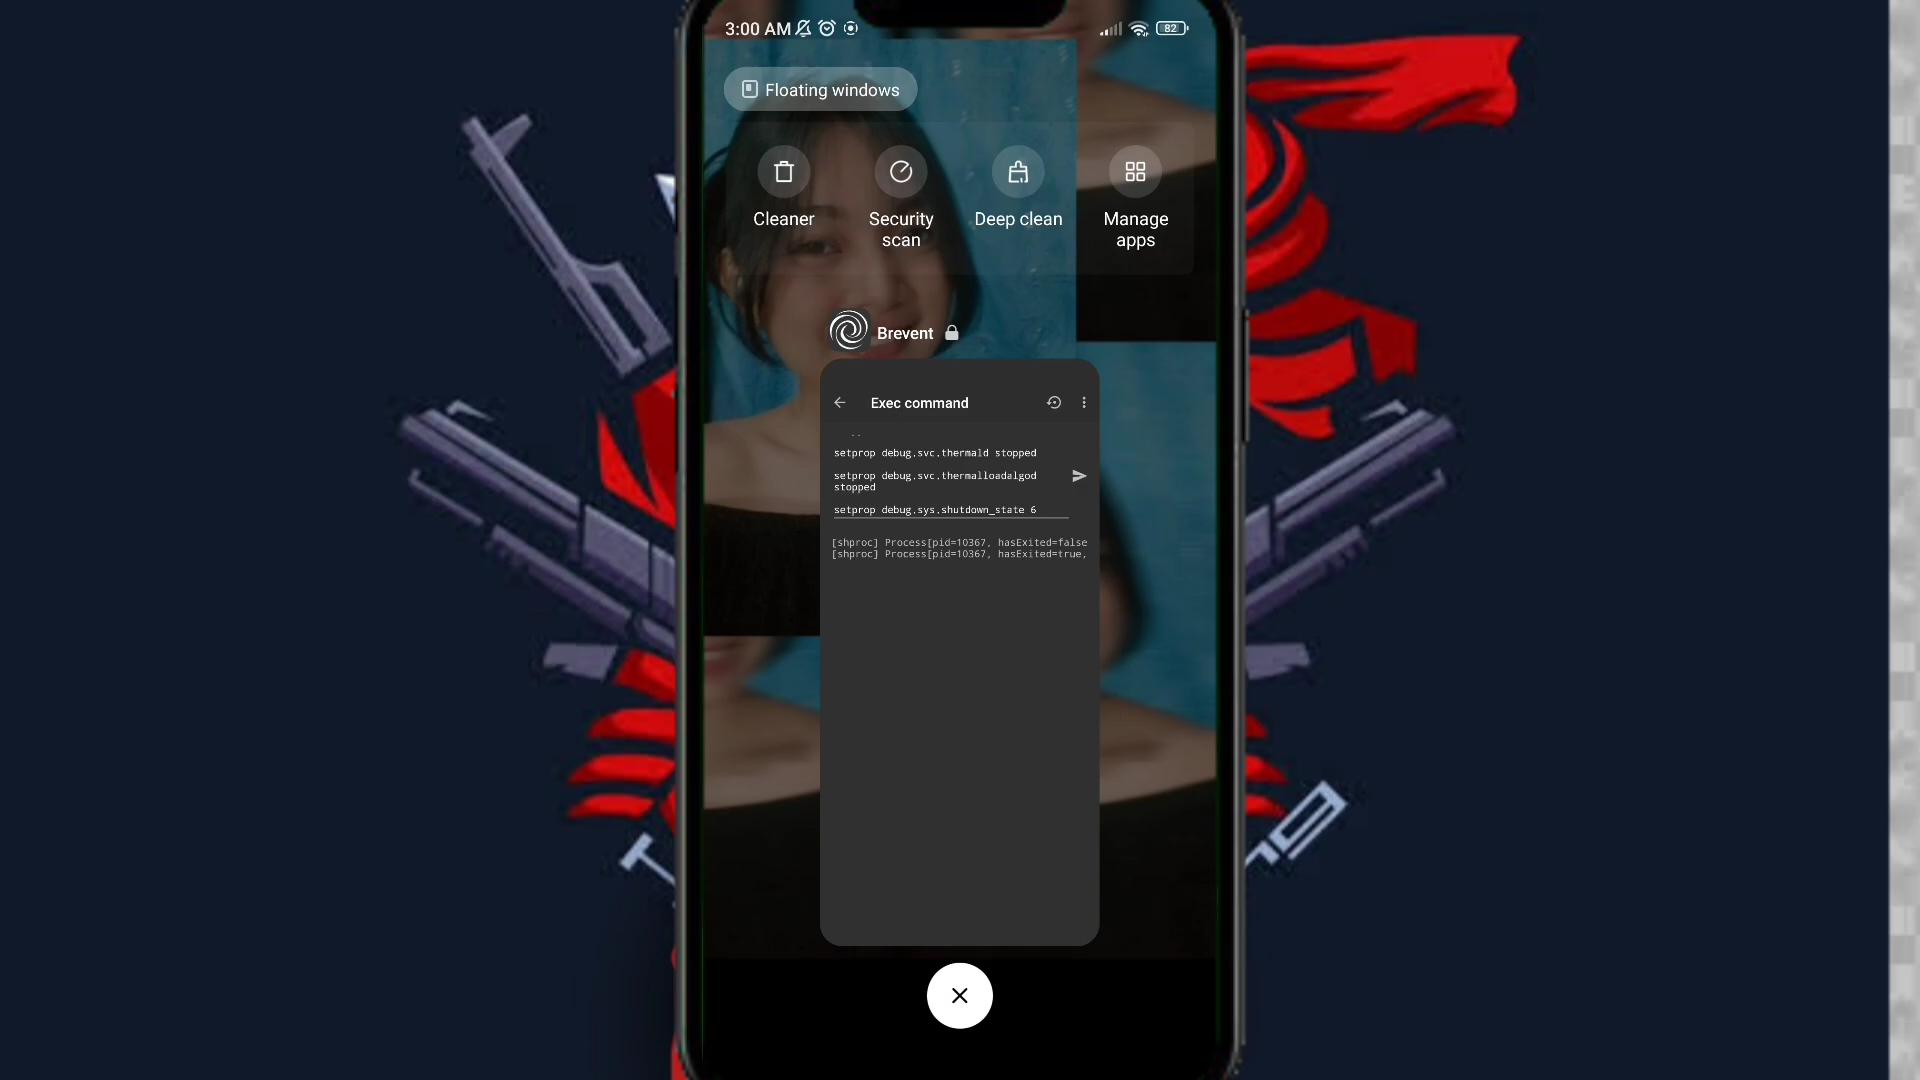 3:00 AM
82
Floating windows
Cleaner
Security
scan
Deep clean
Manage
apps
Brevent
Exec command
setprop debug.svc.thermald stopped
setprop debug.svc.thermalloadalgod
stopped
setprop debug.sys.shutdown_state 6
[shproc] Process[pid=10367, hasExited=false
[shproc] Process[pid=10367, hasExited=true,